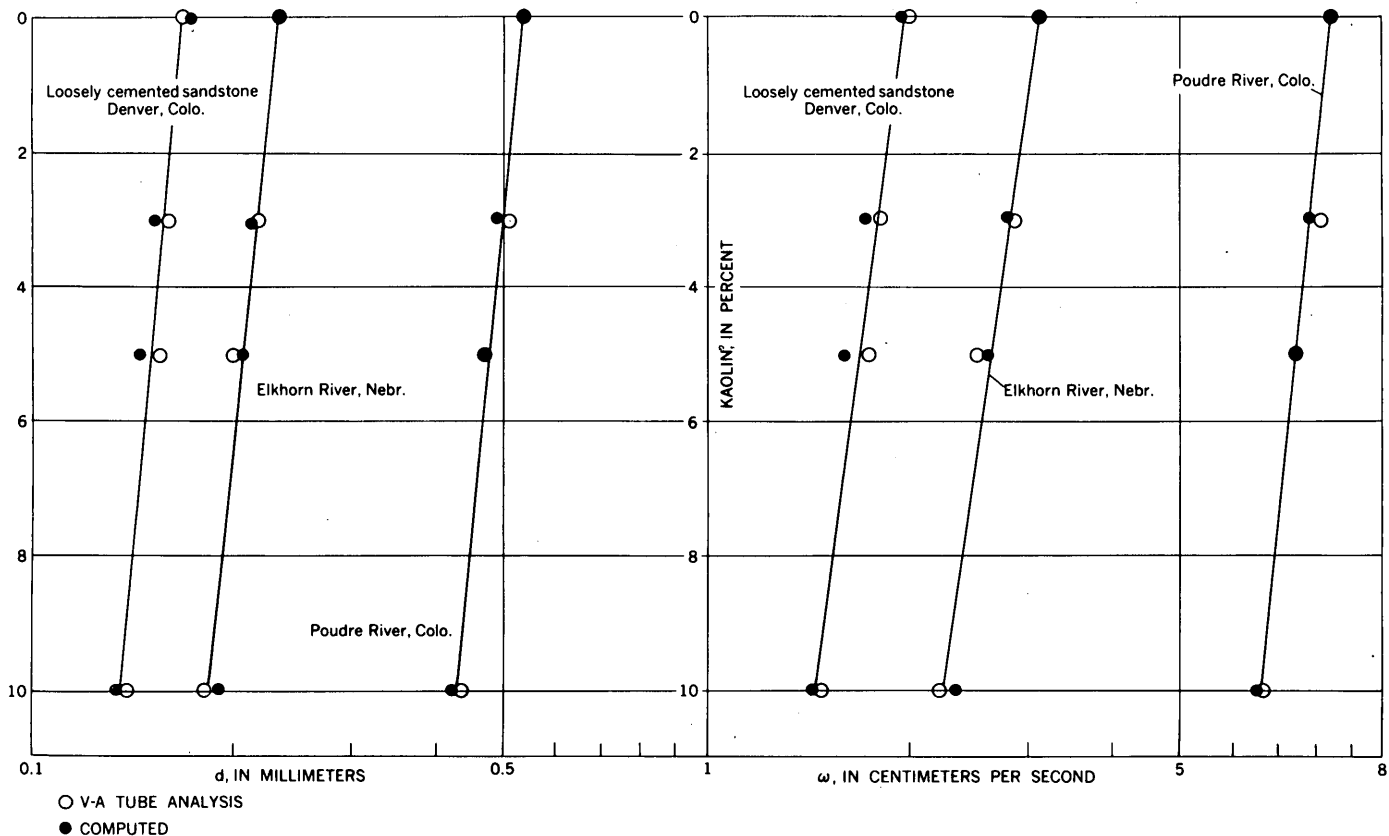 0
2
4
6
8
10
Loosely cemented sandstone
Denver, Colo.
Elkhorn River, Nebr.
Poudre River, Colo.
0.1
0.5
d, IN MILLIMETERS
0
2
4
6
8
10
KAOLIN, IN PERCENT
Loosely cemented sandstone
Denver, Colo.
Poudre River, Colo.
Elkhorn River, Nebr.
1
5
8
ω, IN CENTIMETERS PER SECOND
V-A TUBE ANALYSIS
COMPUTED